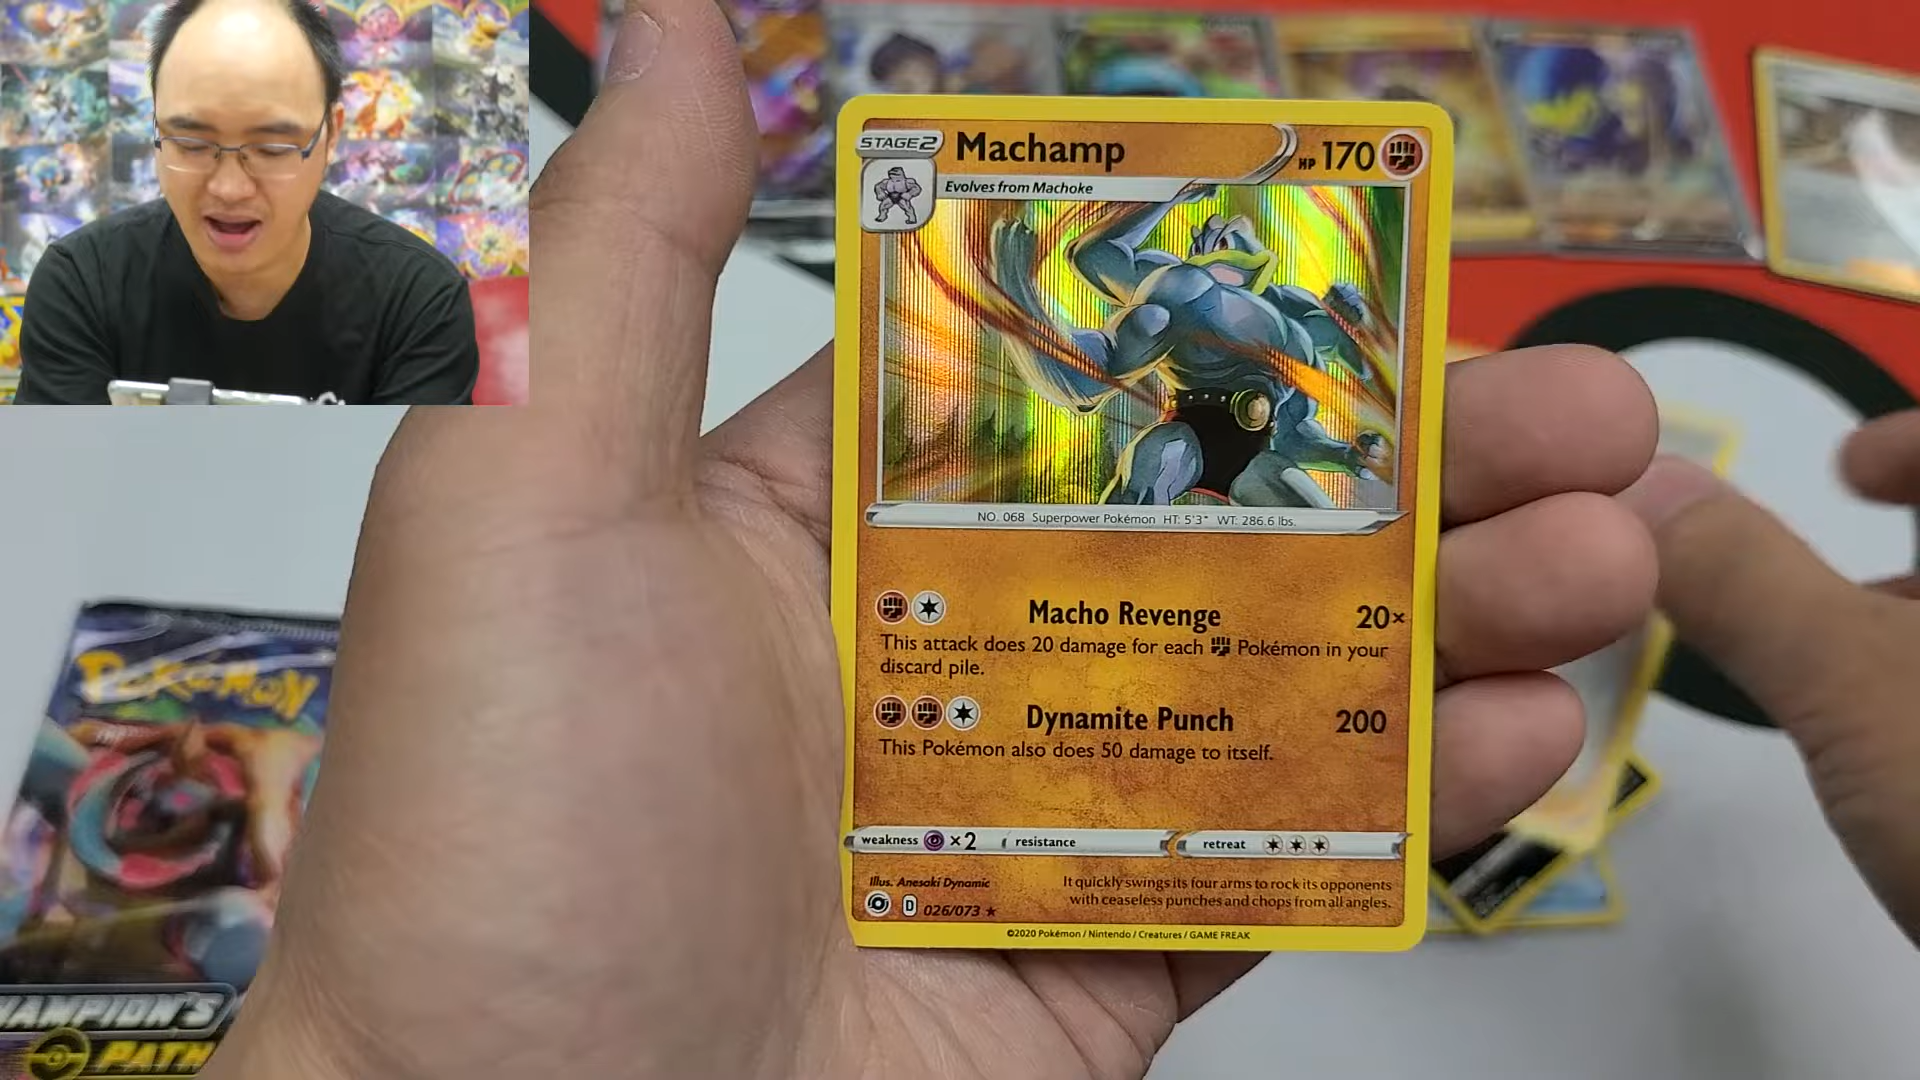 STAGE2
Machamp
HP 170
Evolves from Machoke
NO. 068 Superpower Pokémon HT: 5'3" WT: 286.6 lbs.
Macho Revenge 20×
This attack does 20 damage for each Pokémon in your
discard pile.
Dynamite Punch 200
This Pokémon also does 50 damage to itself.
weakness ×2 resistance retreat
Illus. Anesaki Dynamic
It quickly swings its four arms to rock its opponents
with ceaseless punches and chops from all angles.
D 026/073 ★
©2020 Pokémon / Nintendo / Creatures / GAME FREAK
POKÉMON
HAMPION'S
PATH